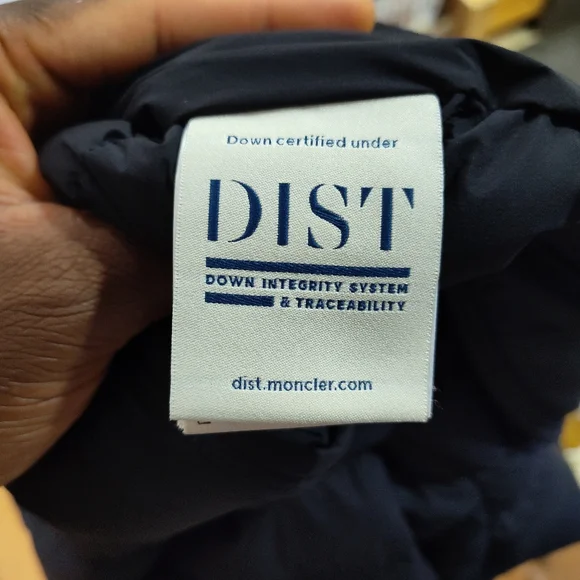 Down certified under
DIST
DOWN INTEGRITY SYSTEM
& TRACEABILITY
dist.moncler.com